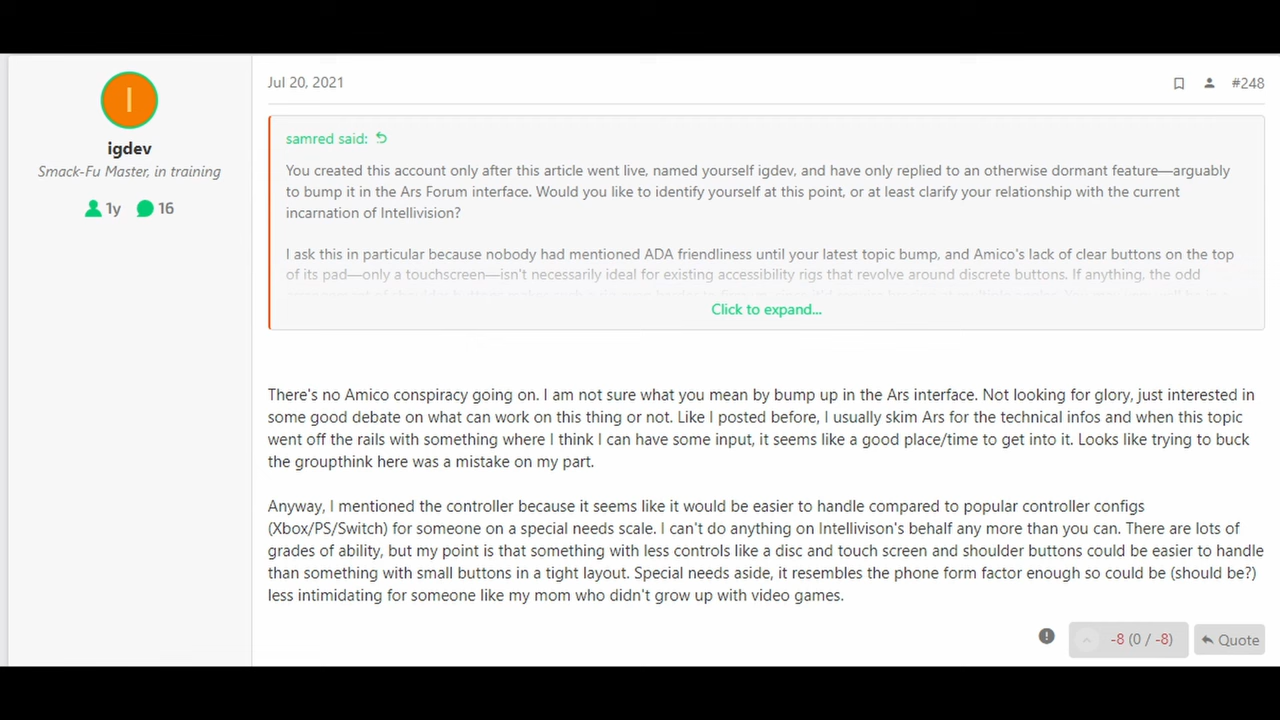 I
igdev
Smack-Fu Master, in training
1y 16
Jul 20, 2021
#248
samred said:
You created this account only after this article went live, named yourself igdev, and have only replied to an otherwise dormant feature—arguably
to bump it in the Ars Forum interface. Would you like to identify yourself at this point, or at least clarify your relationship with the current
incarnation of Intellivision?
I ask this in particular because nobody had mentioned ADA friendliness until your latest topic bump, and Amico's lack of clear buttons on the top
of its pad—only a touchscreen—isn't necessarily ideal for existing accessibility rigs that revolve around discrete buttons. If anything, the odd
Click to expand...
There's no Amico conspiracy going on. I am not sure what you mean by bump up in the Ars interface. Not looking for glory, just interested in
some good debate on what can work on this thing or not. Like I posted before, I usually skim Ars for the technical infos and when this topic
went off the rails with something where I think I can have some input, it seems like a good place/time to get into it. Looks like trying to buck
the groupthink here was a mistake on my part.
Anyway, I mentioned the controller because it seems like it would be easier to handle compared to popular controller configs
(Xbox/PS/Switch) for someone on a special needs scale. I can't do anything on Intellivison's behalf any more than you can. There are lots of
grades of ability, but my point is that something with less controls like a disc and touch screen and shoulder buttons could be easier to handle
than something with small buttons in a tight layout. Special needs aside, it resembles the phone form factor enough so could be (should be?)
less intimidating for someone like my mom who didn't grow up with video games.
-8 (0 / -8)
Quote